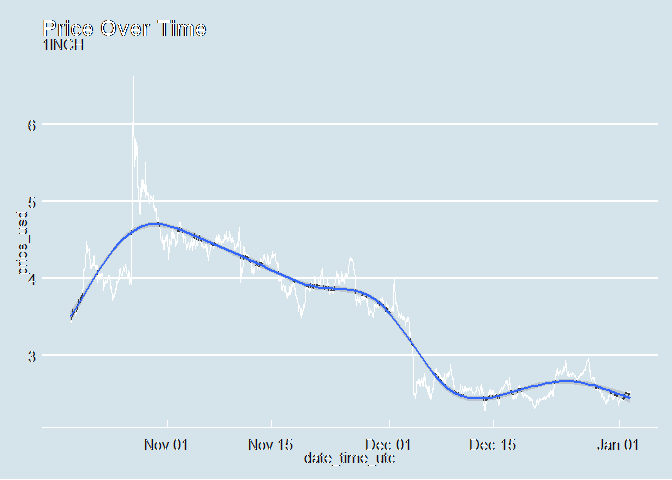 Price Over Time
1INCH
6
5
4
3
price_usd
Nov 01 Nov 15 Dec 01 Dec 15 Jan 01
date_time_utc